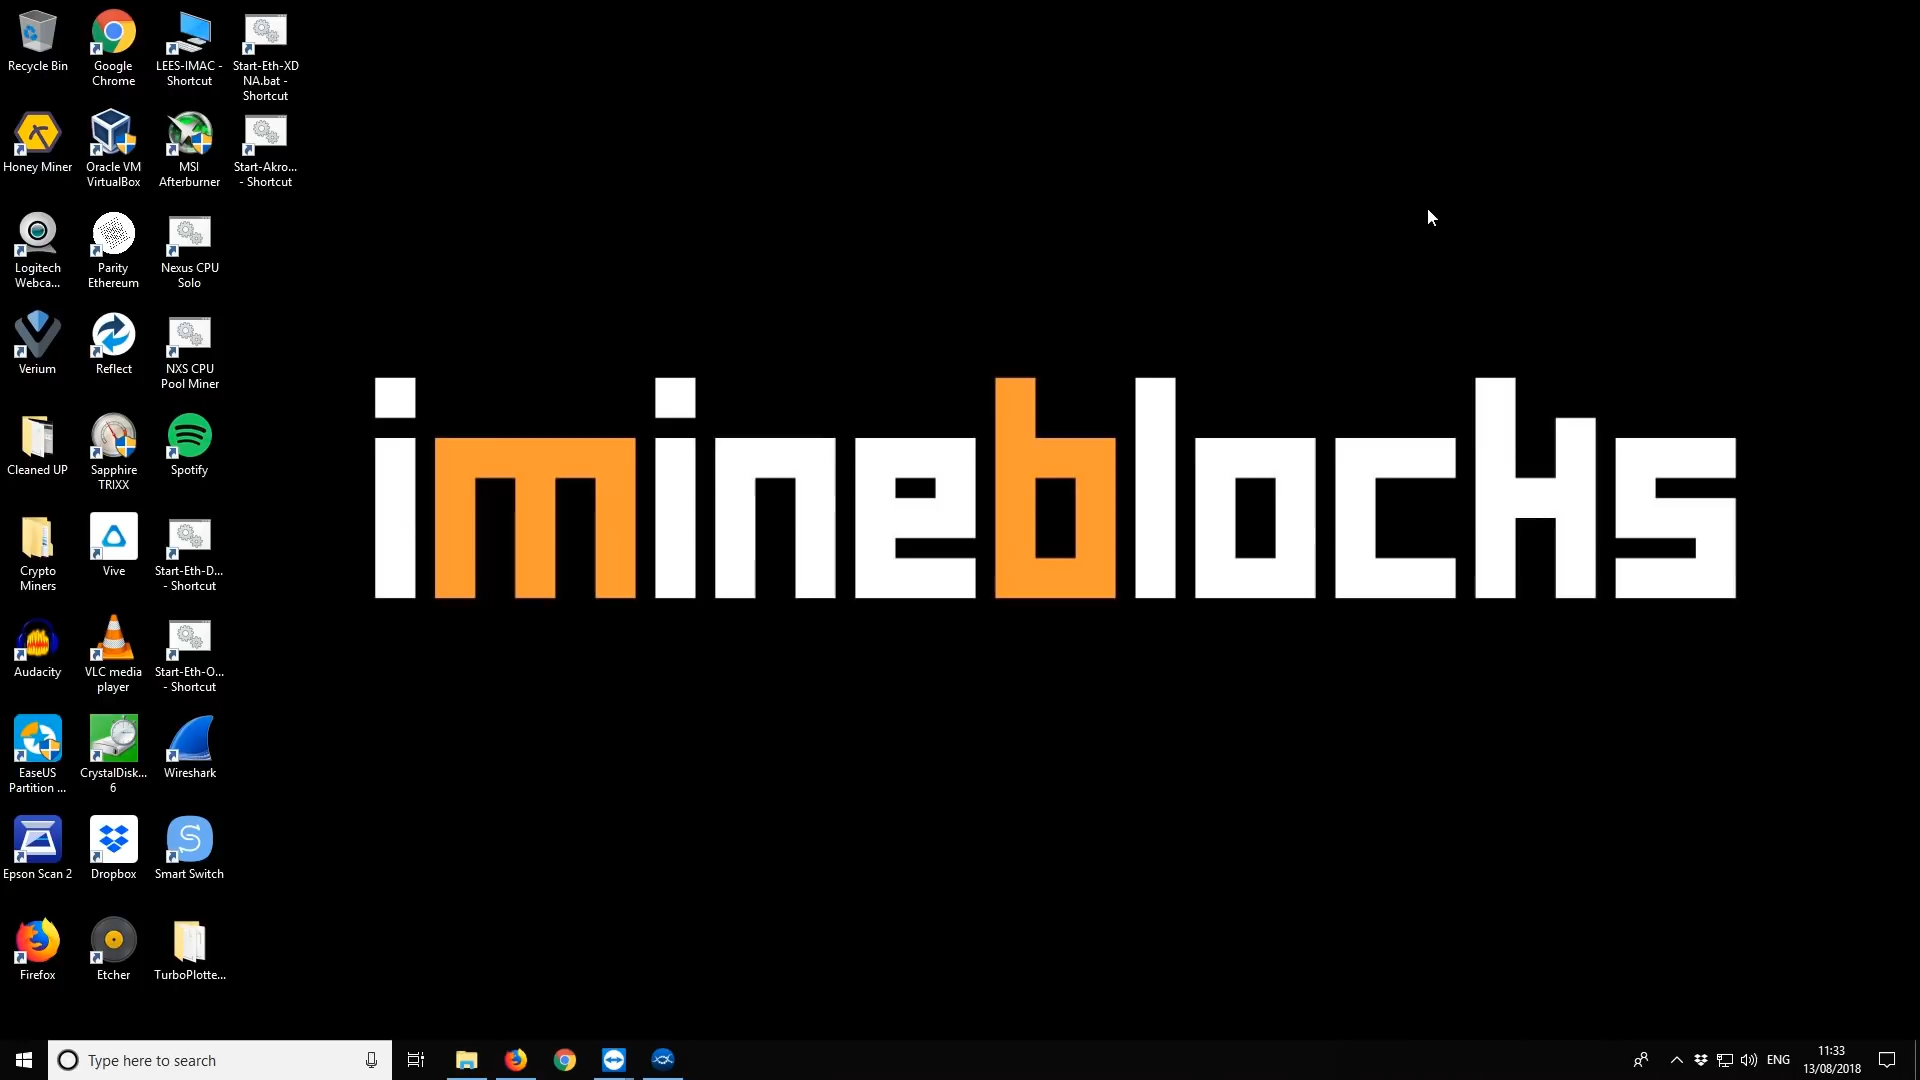 Recycle Bin
Google
Chrome
LEES-IMAC -
Shortcut
Start-Eth-XD
NA.bat -
Shortcut
Honey Miner
Oracle VM
VirtualBox
MSI
Afterburner
Start-Akro...
- Shortcut
Logitech
Webca...
Parity
Ethereum
Nexus CPU
Solo
Verium
Reflect
NXS CPU
Pool Miner
Cleaned UP
Sapphire
TRIXX
Spotify
imineblocks
Crypto
Miners
Vive
Start-Eth-D...
- Shortcut
Audacity
VLC media
player
Start-Eth-O...
- Shortcut
EaseUS
Partition ...
CrystalDisk...
6
Wireshark
Epson Scan 2
Dropbox
Smart Switch
Firefox
Etcher
TurboPlotte...
Type here to search
ENG
11:33
13/08/2018